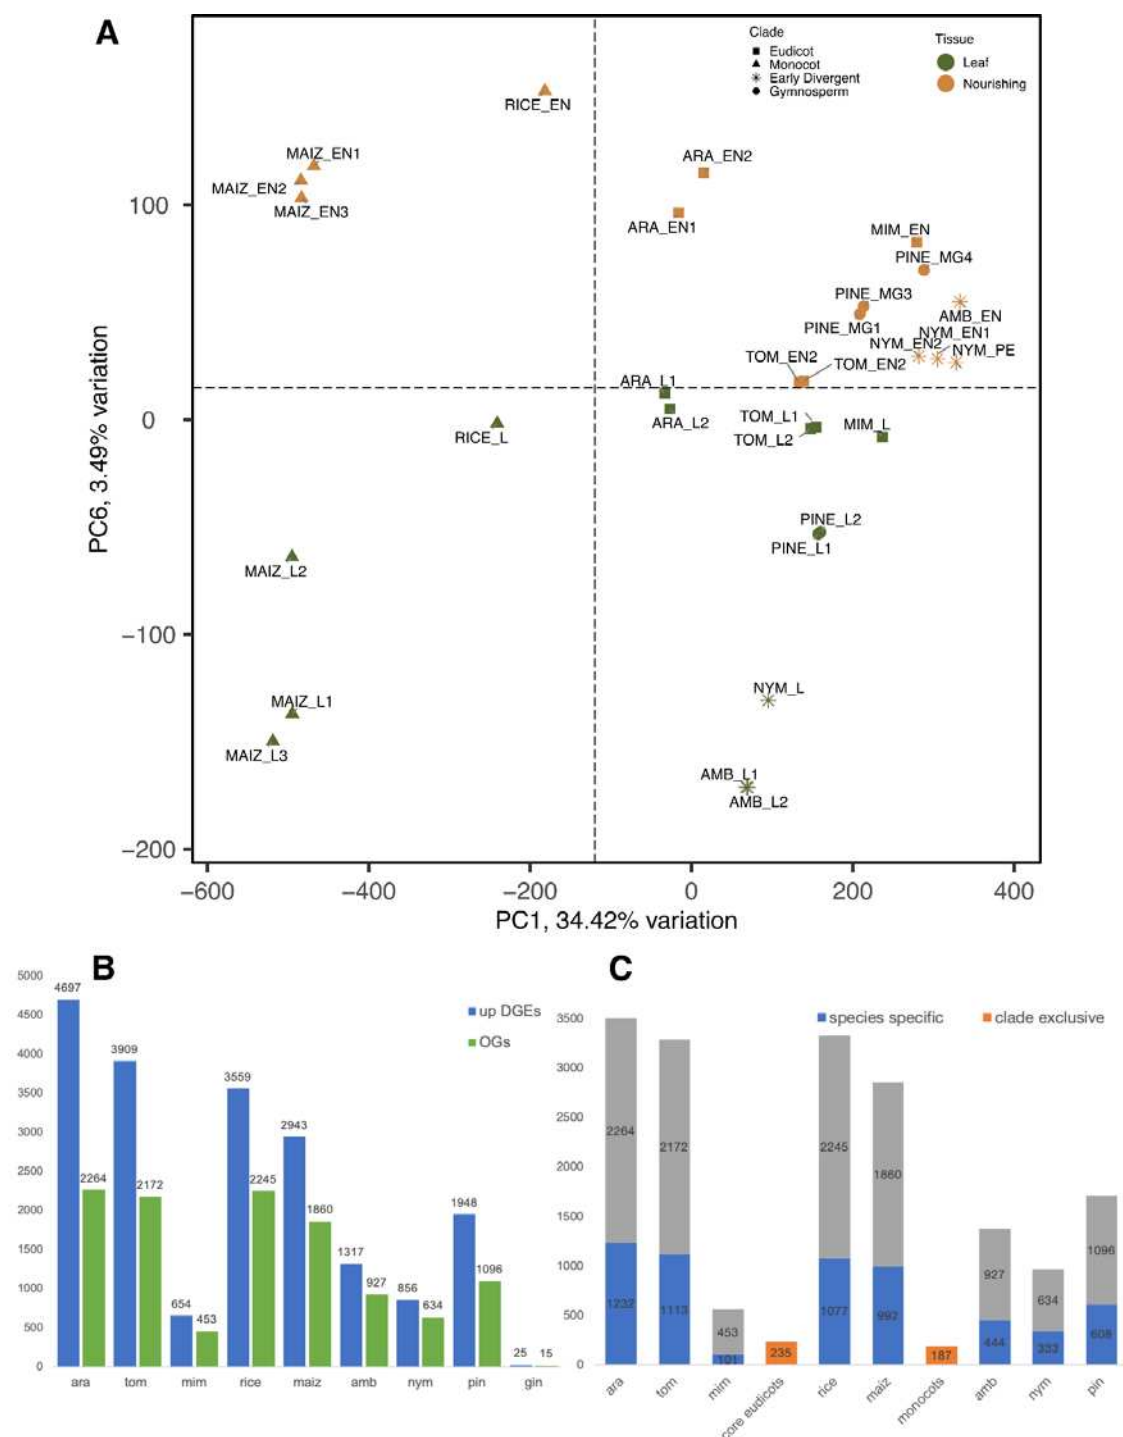 A
Clade
Eudicot
Monocot
Early Divergent
Gymnosperm
Tissue
Leaf
Nourishing
RICE_EN
MAIZ_EN1
MAIZ_EN2
MAIZ_EN3
ARA_EN2
ARA_EN1
MIM_EN
PINE_MG4
PINE_MG3
PINE_MG1
AMB_EN
NYM_EN1
NYM_EN2
NYM_PE
TOM_EN2
TOM_EN2
ARA_L1
ARA_L2
TOM_L1
TOM_L2
MIM_L
RICE_L
PINE_L2
PINE_L1
MAIZ_L2
MAIZ_L1
MAIZ_L3
NYM_L
AMB_L1
AMB_L2
100
0
−100
−200
PC6, 3.49% variation
−600 −400 −200 0 200 400
PC1, 34.42% variation
B
up DGEs
OGs
5000
4500
4000
3500
3000
2500
2000
1500
1000
500
0
4697 2264
3909 2172
654 453
3559 2245
2943 1860
1317 927
856 634
1948 1096
25 15
ara tom mim rice maiz amb nym pin gin
C
species specific clade exclusive
3500
3000
2500
2000
1500
1000
500
0
2264 1232
2172 1113
453 101
235
2245 1077
1860 992
187
927 444
634 333
1096 608
ara tom mim core eudicots rice maiz monocots amb nym pin